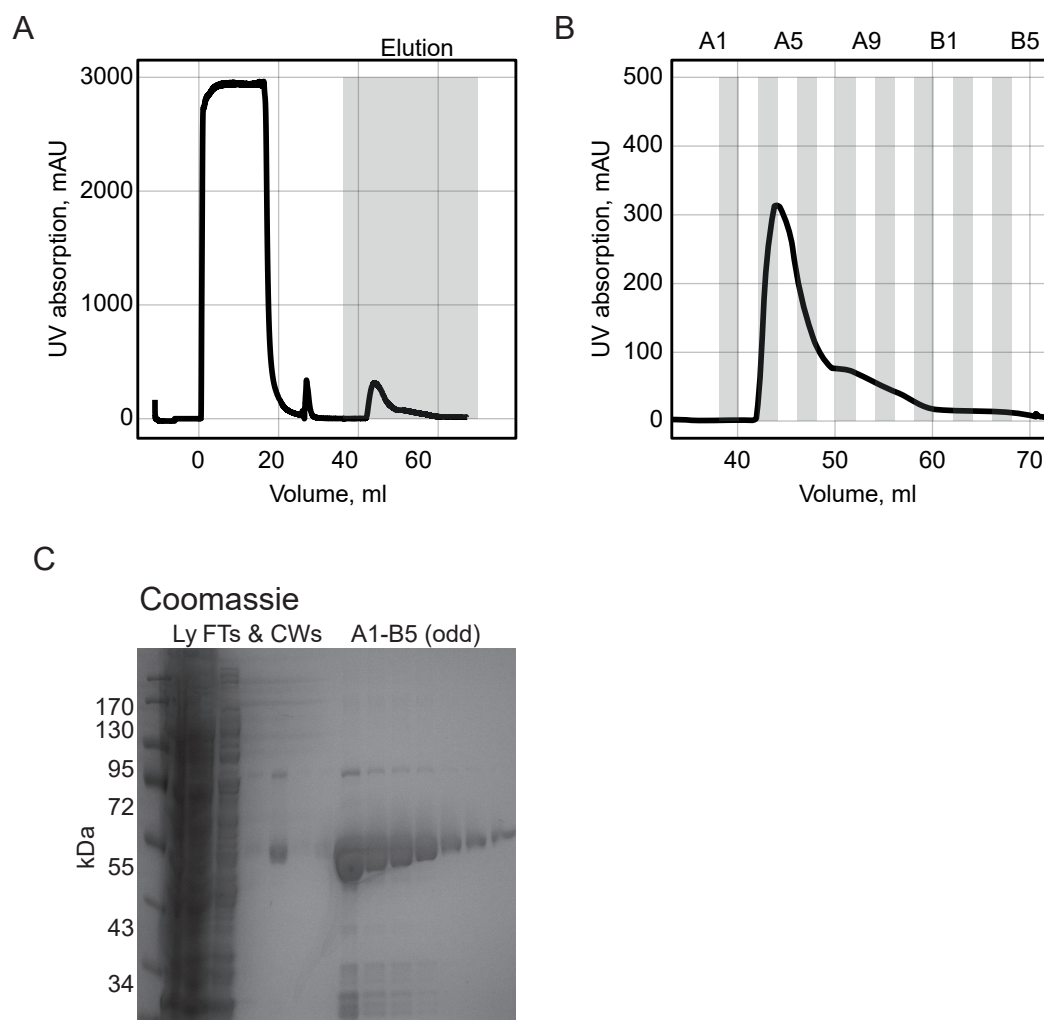 A
Elution
3000
2000
1000
0
UV absorption, mAU
0 20 40 60
Volume, ml
B
A1 A5 A9 B1 B5
500
400
300
200
100
0
UV absorption, mAU
40 50 60 70
Volume, ml
C
Coomassie
Ly FTs & CWs A1-B5 (odd)
170
130
95
72
55
43
34
kDa